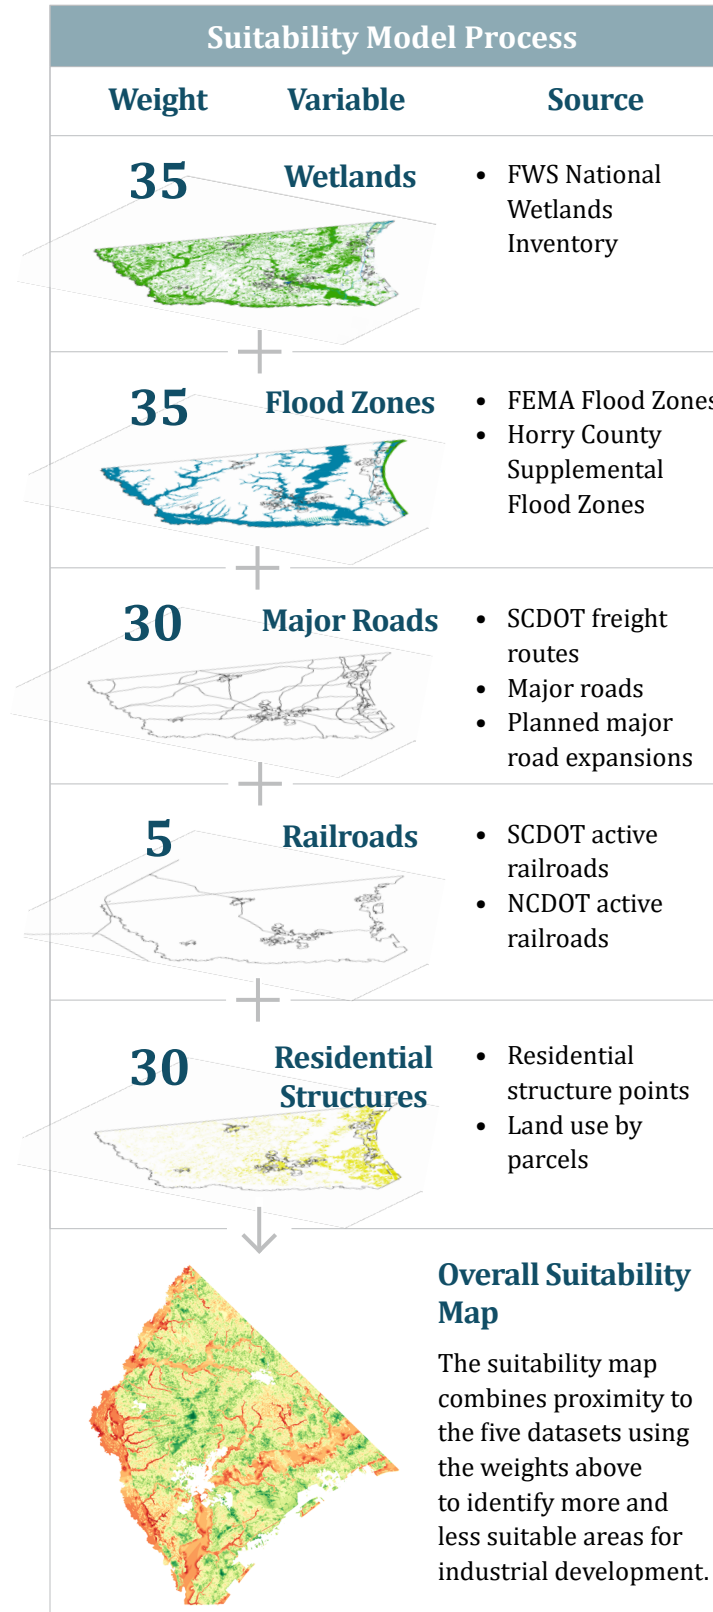 Suitability Model Process
Weight Variable Source
35 Wetlands
• FWS National
Wetlands
Inventory
35 Flood Zones
• FEMA Flood Zones
• Horry County
Supplemental
Flood Zones
30 Major Roads
• SCDOT freight
routes
• Major roads
• Planned major
road expansions
5 Railroads
• SCDOT active
railroads
• NCDOT active
railroads
30 Residential
Structures
• Residential
structure points
• Land use by
parcels
Overall Suitability
Map
The suitability map
combines proximity to
the five datasets using
the weights above
to identify more and
less suitable areas for
industrial development.